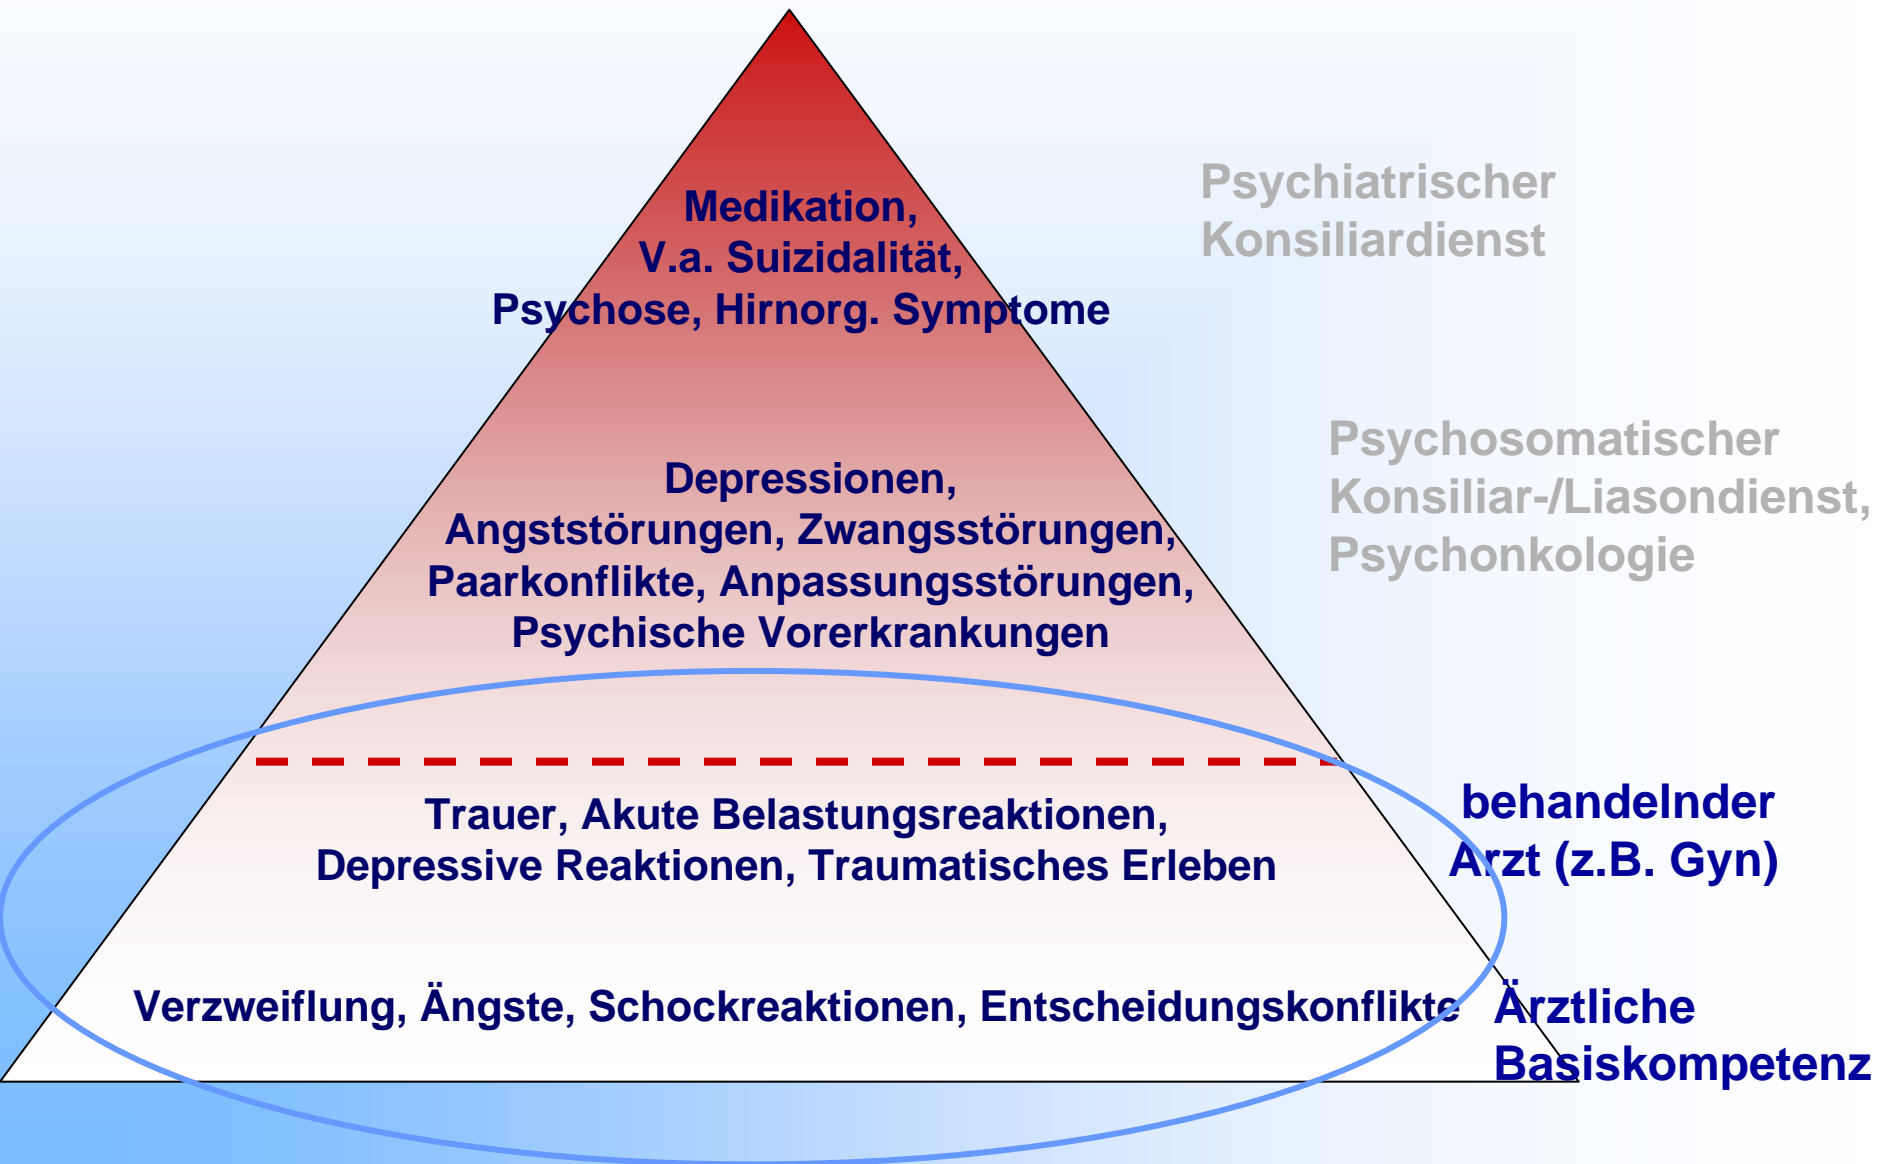 Medikation,
V.a. Suizidalität,
Psychose, Hirnorg. Symptome
Psychiatrischer
Konsiliardienst
Depressionen,
Angststörungen, Zwangsstörungen,
Paarkonflikte, Anpassungsstörungen,
Psychische Vorerkrankungen
Psychosomatischer
Konsiliar-/Liasondienst,
Psychonkologie
Trauer, Akute Belastungsreaktionen,
Depressive Reaktionen, Traumatisches Erleben
behandelnder
Arzt (z.B. Gyn)
Verzweiflung, Ängste, Schockreaktionen, Entscheidungskonflikte
Ärztliche
Basiskompetenz